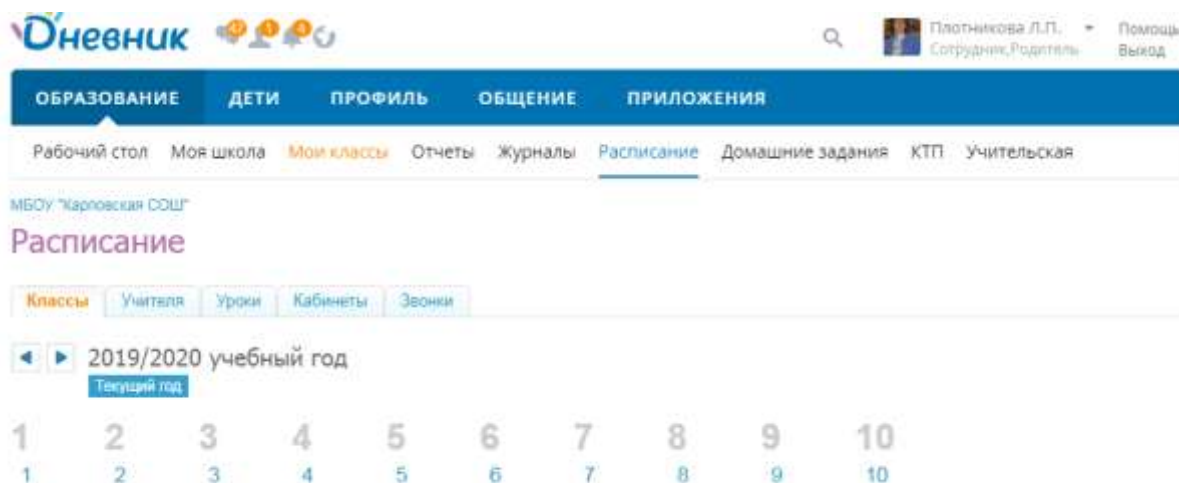 Дневник
Плотникова Л.П.
Сотрудник,Родитель
Помощь
Выход
ОБРАЗОВАНИЕ ДЕТИ ПРОФИЛЬ ОБЩЕНИЕ ПРИЛОЖЕНИЯ
Рабочий стол Моя школа Мои классы Отчеты Журналы Расписание Домашние задания КТП Учительская
МБОУ "Карповская СОШ"
Расписание
Классы Учителя Уроки Кабинеты Звонки
2019/2020 учебный год
Текущий год
1 2 3 4 5 6 7 8 9 10
1 2 3 4 5 6 7 8 9 10